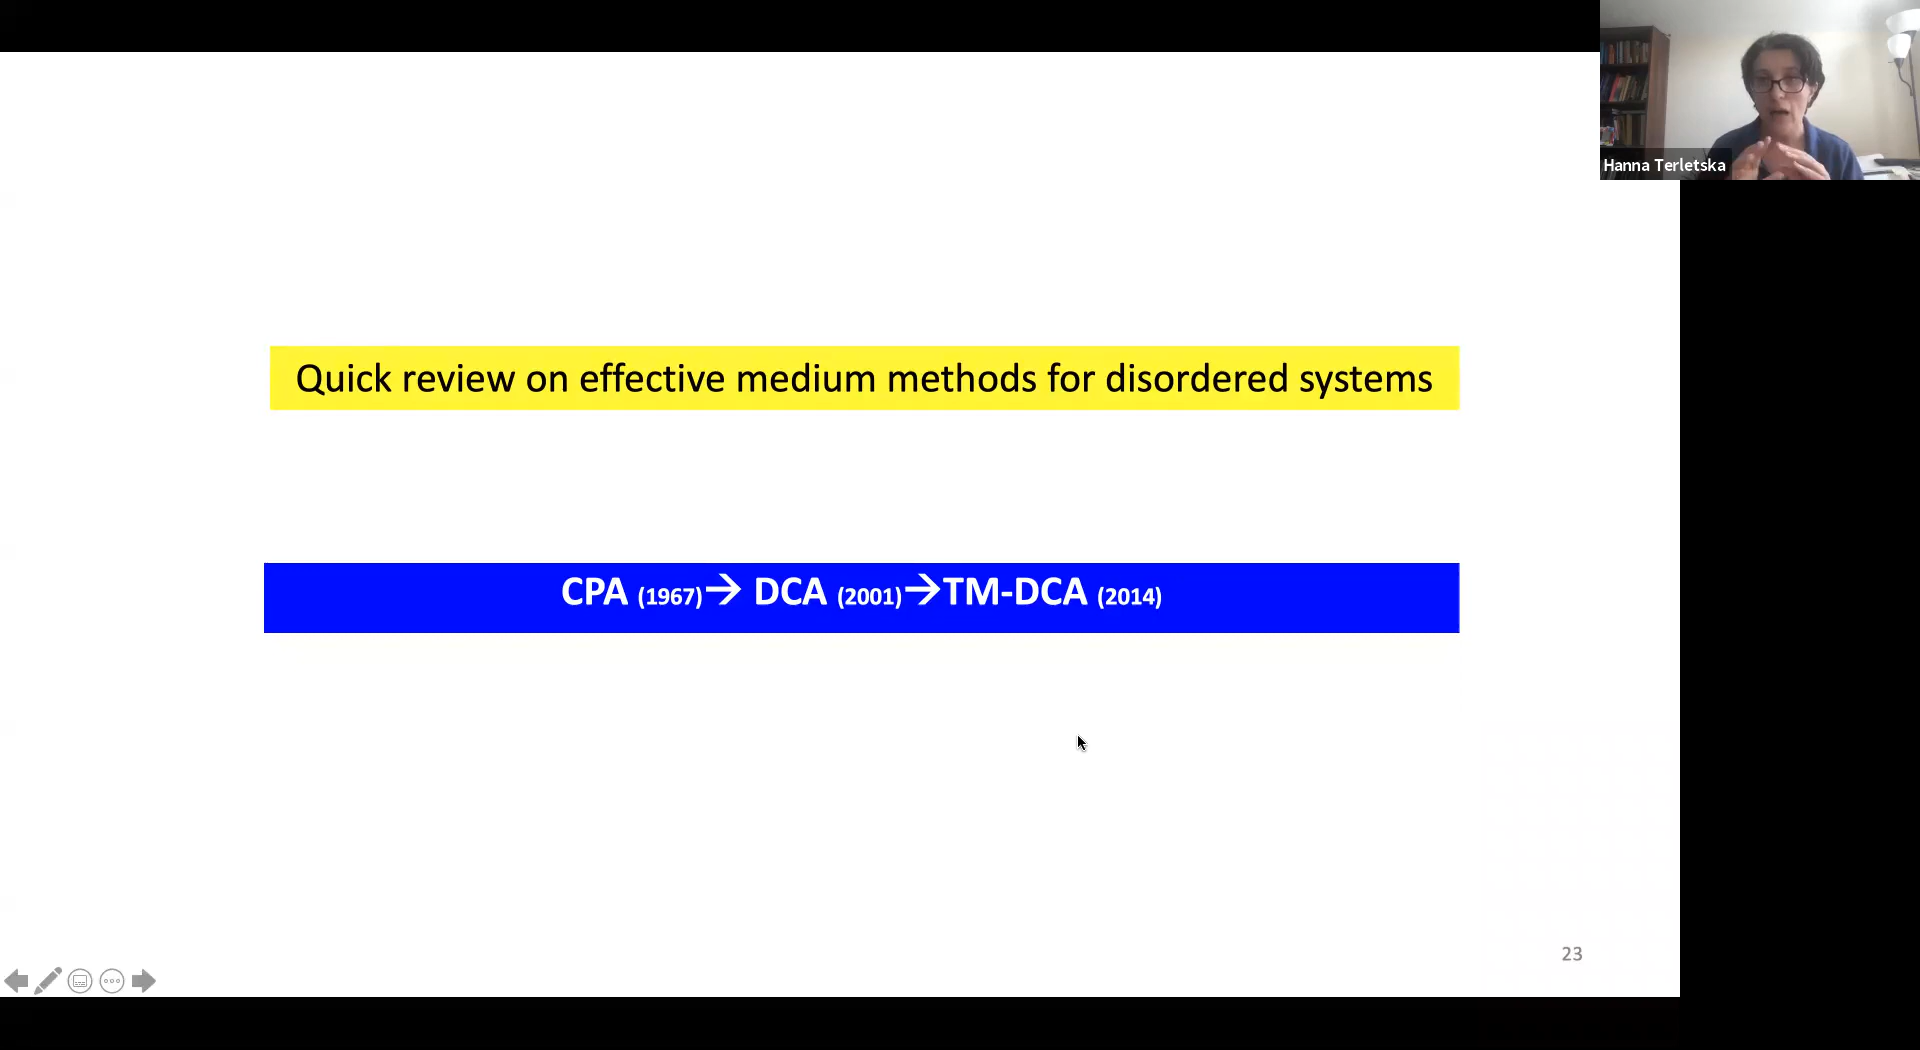 Hanna Terletska
Quick review on effective medium methods for disordered systems
CPA (1967)→ DCA (2001)→TM-DCA (2014)
23